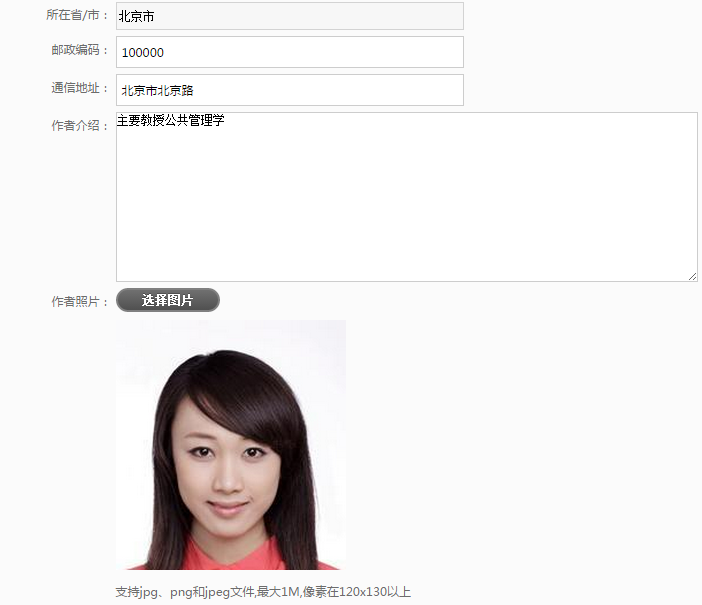 所在省/市： 北京市
邮政编码： 100000
通信地址： 北京市北京路
作者介绍： 主要教授公共管理学
作者照片： 选择图片
支持jpg、png和jpeg文件,最大1M,像素在120x130以上